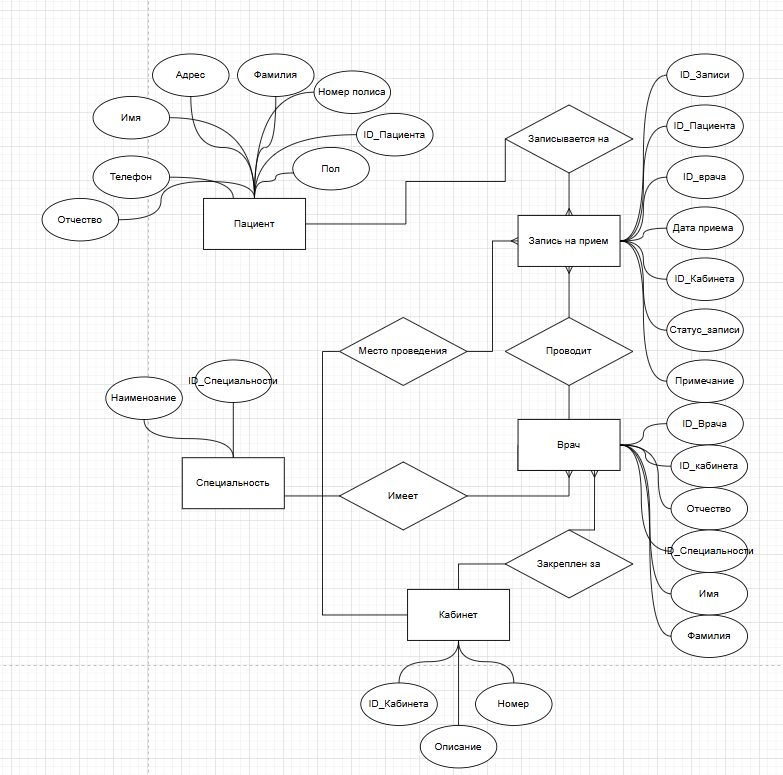 Адрес
Фамилия
Номер полиса
Имя
ID_Пациента
Пол
Телефон
Отчество
Пациент
Записывается на
Запись на прием
ID_Записи
ID_Пациента
ID_врача
Дата приема
ID_Кабинета
Статус_записи
Примечание
Место проведения
Проводит
ID_Специальности
Наименоание
Специальность
Имеет
Врач
ID_Врача
ID_кабинета
Отчество
ID_Специальности
Имя
Фамилия
Закреплен за
Кабинет
ID_Кабинета
Номер
Описание